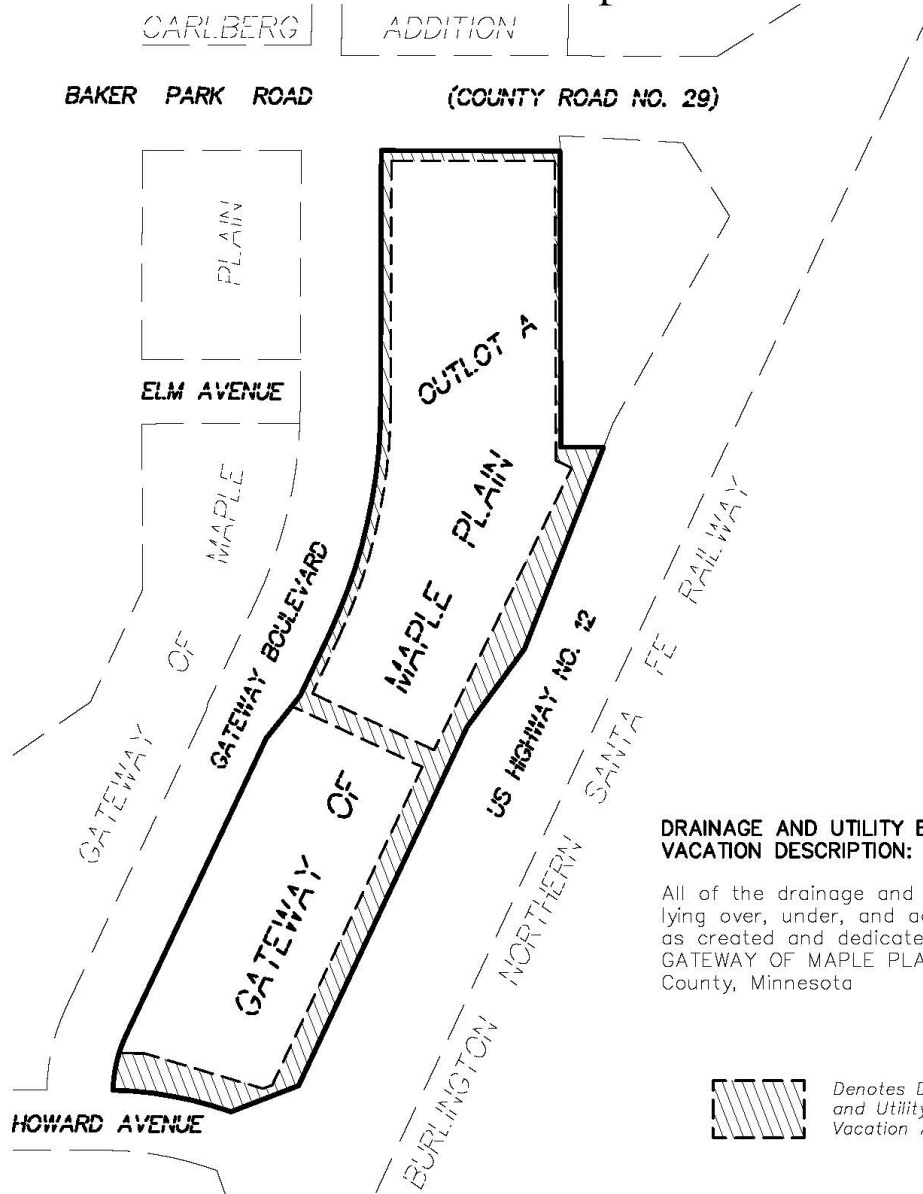 CARLBERG
ADDITION
BAKER PARK ROAD
(COUNTY ROAD NO. 29)
PLAIN
OUTLOT A
ELM AVENUE
MAPLE
MAPLE PLAIN
RAILWAY
GATEWAY BOULEVARD
OF
US HIGHWAY NO. 12
FE
SANTA
GATEWAY
OF
GATEWAY
NORTHERN
BURLINGTON
HOWARD AVENUE
DRAINAGE AND UTILITY
VACATION DESCRIPTION:
All of the drainage and
lying over, under, and
as created and
GATEWAY OF MAPLE
County, Minnesota
Denotes
and Utility
Vacation